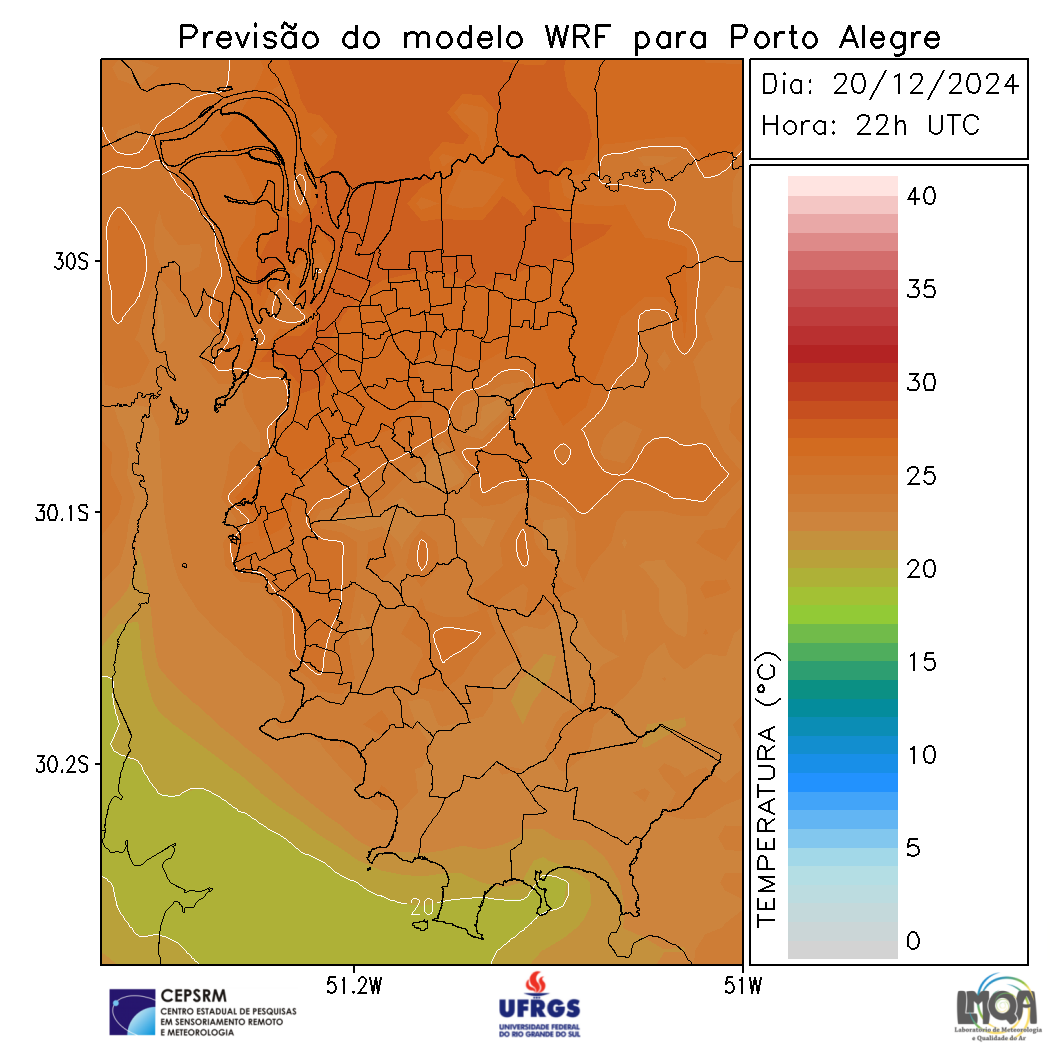 Previsão do modelo WRF para Porto Alegre
Dia: 20/12/2024
Hora: 22h UTC
30S
30.1S
30.2S
51.2W
51W
20
40
35
30
25
20
15
10
5
0
TEMPERATURA (°C)
CEPSRM
CENTRO ESTADUAL DE PESQUISAS
EM SENSORIAMENTO REMOTO
E METEOROLOGIA
UFRGS
UNIVERSIDADE FEDERAL
DO RIO GRANDE DO SUL
LMQA
Laboratório de Meteorologia
e Qualidade do Ar